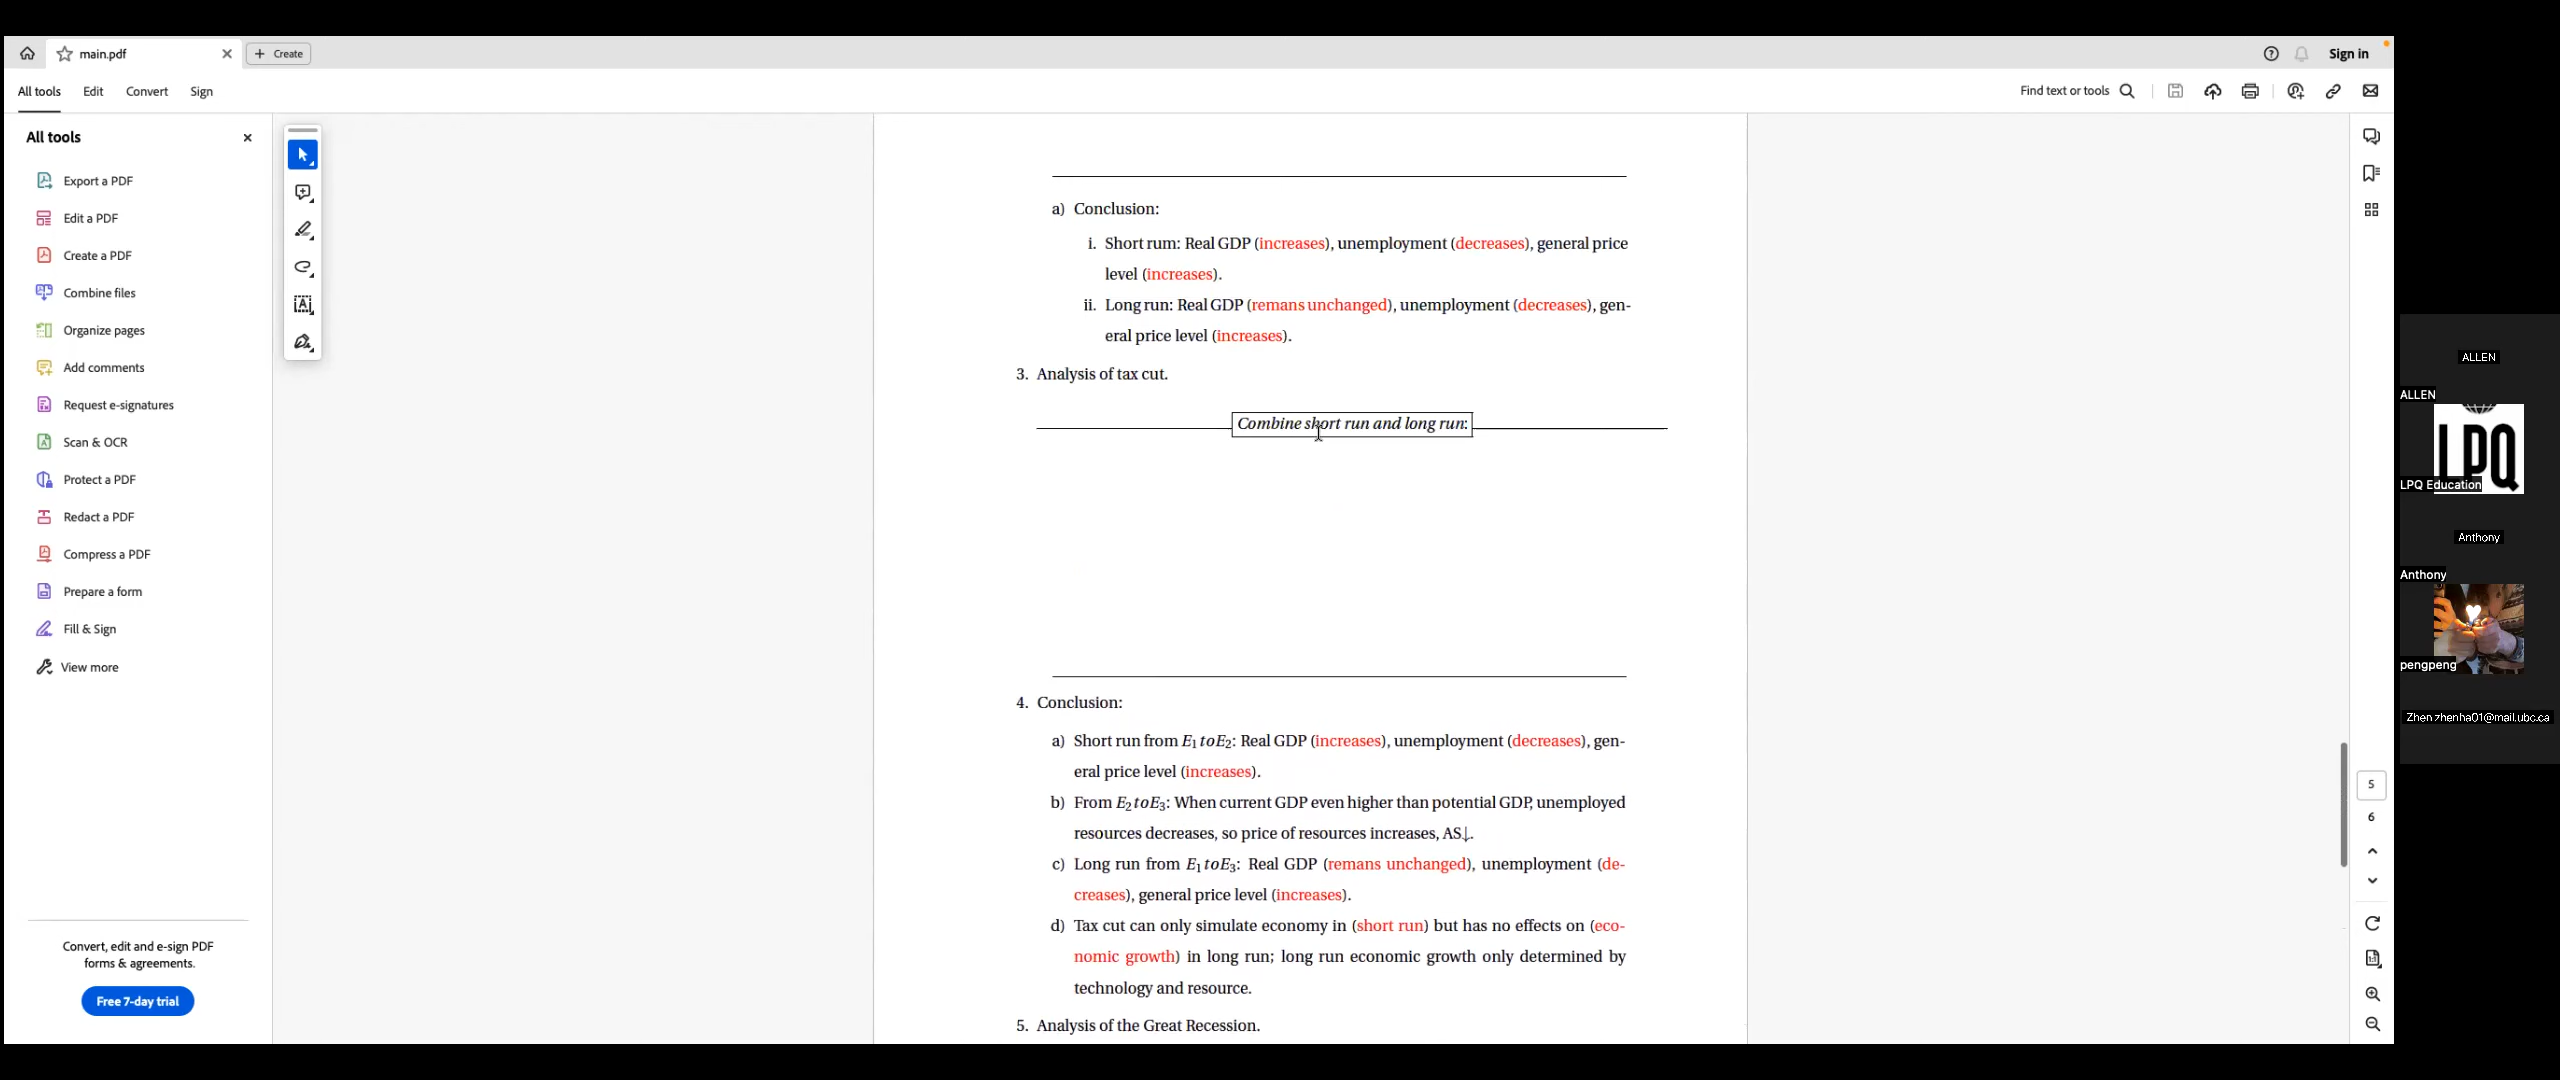 main.pdf
Create
Sign in
All tools
Edit
Convert
Sign
Find text or tools
All tools
Export a PDF
Edit a PDF
Create a PDF
Combine files
Organize pages
Add comments
Request e-signatures
Scan & OCR
Protect a PDF
Redact a PDF
Compress a PDF
Prepare a form
Fill & Sign
View more
Convert, edit and e-sign PDF
forms & agreements.
Free 7-day trial
a) Conclusion:
i. Short rum: Real GDP (increases), unemployment (decreases), general price
level (increases).
ii. Long run: Real GDP (remans unchanged), unemployment (decreases), gen-
eral price level (increases).
3. Analysis of tax cut.
Combine short run and long run:
4. Conclusion:
a) Short run from E₁toE₂: Real GDP (increases), unemployment (decreases), gen-
eral price level (increases).
b) From E₂toE₃: When current GDP even higher than potential GDP, unemployed
resources decreases, so price of resources increases, AS↓.
c) Long run from E₁toE₃: Real GDP (remans unchanged), unemployment (de-
creases), general price level (increases).
d) Tax cut can only simulate economy in (short run) but has no effects on (eco-
nomic growth) in long run; long run economic growth only determined by
technology and resource.
5. Analysis of the Great Recession.
5
6
ALLEN
ALLEN
LPQ
LPQ Education
Anthony
Anthony
pengpeng
Zhen zhenha01@mail.ubc.ca